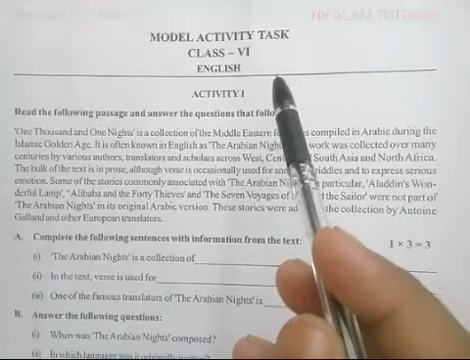 MODEL ACTIVITY TASK
CLASS – VI
ENGLISH
ACTIVITY 1
Read the following passage and answer the questions that
'One Thousand and One Nights' is a collection of the Middle Eastern compiled in Arabic during the
Islamic Golden Age. It is often known in English as 'The Arabian work was collected over many
centuries by various authors, translators and scholars across West, South Asia and North Africa.
The bulk of the text is in prose, although verse is occasionally used for riddles and to express serious
emotion. Some of the stories commonly associated with 'The Arabian particular, 'Aladdin's Won-
derful Lamp', "Alibaba and the Forty Thieves' and 'The Seven Voyages of the Sailor' were not part of
'The Arabian Nights' in its original Arabic version. These stories were the collection by Antoine
Galland and other European translators.
A. Complete the following sentences with information from the text: 1 × 3 = 3
(i) 'The Arabian Nights' is a collection of
(ii) In the text, verse is used for
(iii) One of the famous translators of 'The Arabian Nights' is
B. Answer the following questions:
(i) When was 'The Arabian Nights' composed?
(ii) In which language was it originally